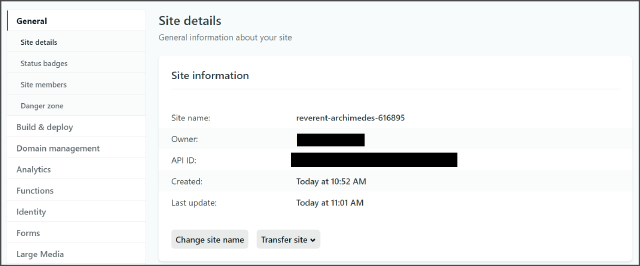 General
Site details
Status badges
Site members
Danger zone
Build & deploy
Domain management
Analytics
Functions
Identity
Forms
Large Media
Site details
General information about your site
Site information
Site name: reverent-archimedes-616895
Owner:
API ID:
Created: Today at 10:52 AM
Last update: Today at 11:01 AM
Change site name Transfer site